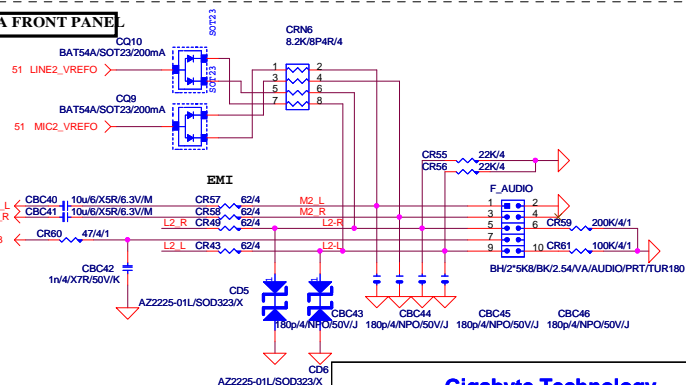 A FRONT PANEL
CQ10
BAT54A/SOT23/200mA
SOT23
51 LINE2_VREFO
SOT23
CQ9
BAT54A/SOT23/200mA
51 MIC2_VREFO
CRN6
8.2K/8P4R/4
1 2
3 4
5 6
7 8
EMI
CR55 22K/4
CR56 22K/4
F_AUDIO
_L CBC40 10u/6/X5R/6.3V/M CR57 62/4 M2_L
_R CBC41 10u/6/X5R/6.3V/M CR58 62/4 M2_R
L2_R CR49 62/4 L2-R
CR60 47/4/1
L2_L CR43 62/4 L2-L
1 2
3 4
5 6 CR59 200K/4/1
7
9 10 CR61 100K/4/1
BH/2*5K8/BK/2.54/VA/AUDIO/PRT/TUR180
CBC42
1n/4/X7R/50V/K
CD5
AZ2225-01L/SOD323/X
CBC43 CBC44 CBC45 CBC46
180p/4/NPO/50V/J 180p/4/NPO/50V/J 180p/4/NPO/50V/J 180p/4/NPO/50V/J
CD6
AZ2225-01L/SOD323/X
Gigabyte Technology